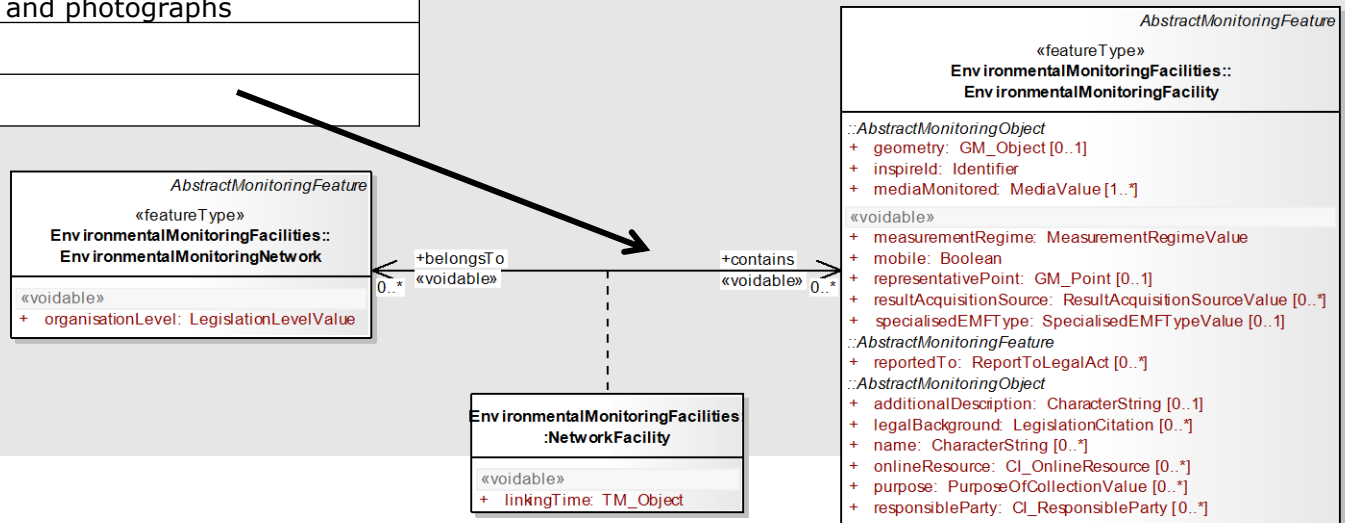 and photographs
AbstractMonitoringFeature
«featureType»
EnvironmentalMonitoringFacilities::
EnvironmentalMonitoringNetwork
«voidable»
+ organisationLevel: LegislationLevelValue
+belongsTo
«voidable»
0..*
+contains
«voidable»
0..*
EnvironmentalMonitoringFacilities:
:NetworkFacility
«voidable»
+ linkingTime: TM_Object
AbstractMonitoringFeature
«featureType»
EnvironmentalMonitoringFacilities::
EnvironmentalMonitoringFacility
::AbstractMonitoringObject
+ geometry: GM_Object [0..1]
+ inspireId: Identifier
+ mediaMonitored: MediaValue [1..*]
«voidable»
+ measurementRegime: MeasurementRegimeValue
+ mobile: Boolean
+ representativePoint: GM_Point [0..1]
+ resultAcquisitionSource: ResultAcquisitionSourceValue [0..*]
+ specialisedEMFType: SpecialisedEMFTypeValue [0..1]
::AbstractMonitoringFeature
+ reportedTo: ReportToLegalAct [0..*]
::AbstractMonitoringObject
+ additionalDescription: CharacterString [0..1]
+ legalBackground: LegislationCitation [0..*]
+ name: CharacterString [0..*]
+ onlineResource: CI_OnlineResource [0..*]
+ purpose: PurposeOfCollectionValue [0..*]
+ responsibleParty: CI_ResponsibleParty [0..*]